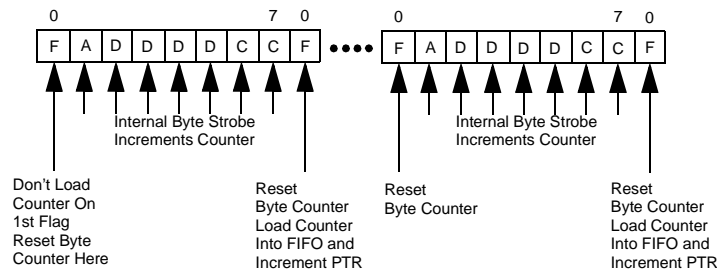 0 7 0 0 7 0
F A D D D D C C F F A D D D D C C F
Internal Byte Strobe
Increments Counter
Internal Byte Strobe
Increments Counter
Don't Load
Counter On
1st Flag
Reset Byte
Counter Here
Reset
Byte Counter
Load Counter
Into FIFO and
Increment PTR
Reset
Byte Counter
Reset
Byte Counter
Load Counter
Into FIFO and
Increment PTR